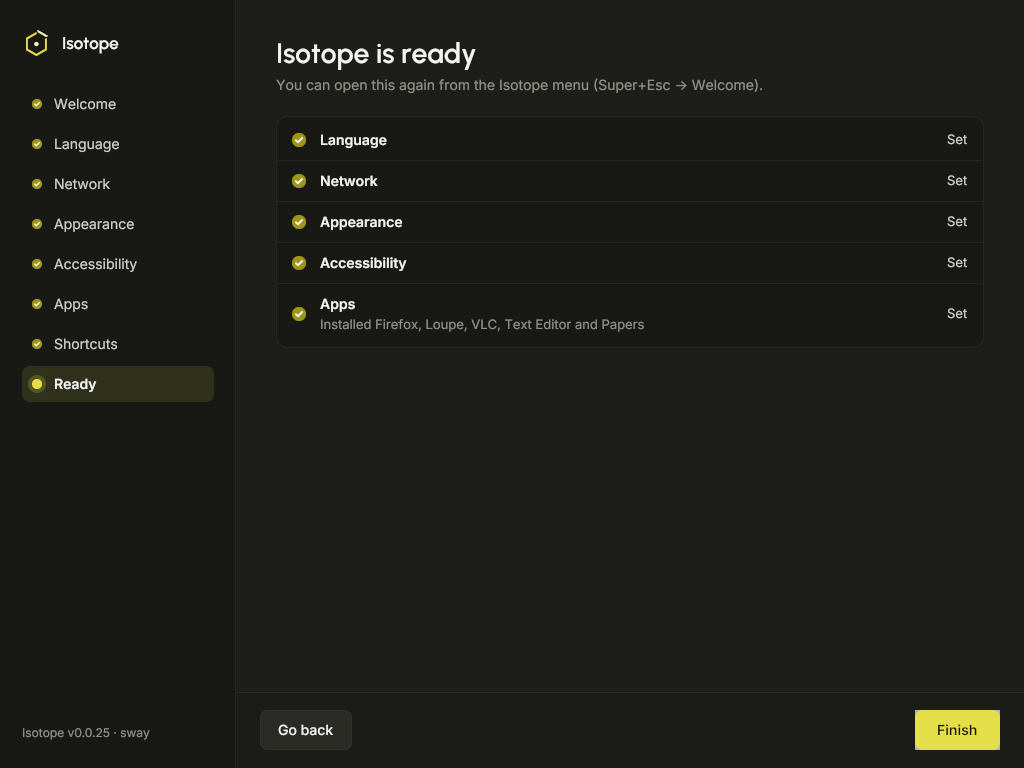 Isotope
Welcome
Language
Network
Appearance
Accessibility
Apps
Shortcuts
Ready
Isotope v0.0.25 · sway
Isotope is ready
You can open this again from the Isotope menu (Super+Esc → Welcome).
Language Set
Network Set
Appearance Set
Accessibility Set
Apps Set
Installed Firefox, Loupe, VLC, Text Editor and Papers
Go back
Finish